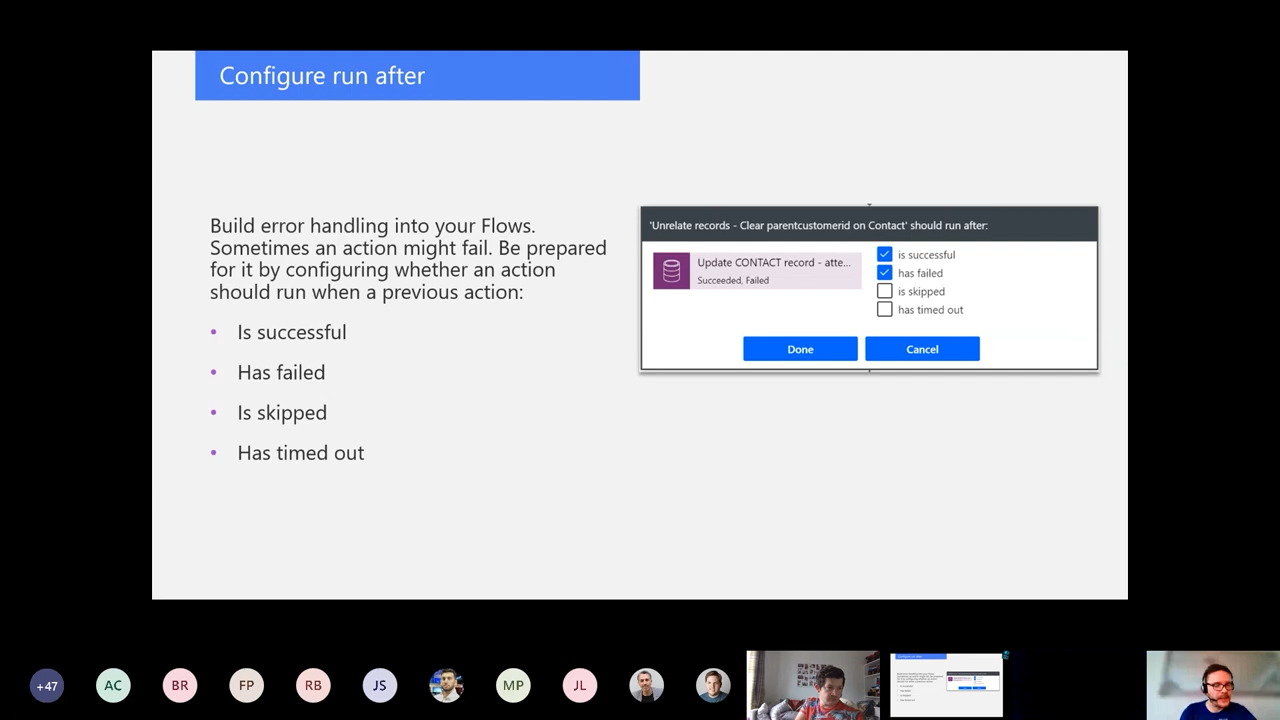 Configure run after
Build error handling into your Flows.
Sometimes an action might fail. Be prepared
for it by configuring whether an action
should run when a previous action:
• Is successful
• Has failed
• Is skipped
• Has timed out
'Unrelate records - Clear parentcustomerid on Contact' should run after:
Update CONTACT record - atte...
Succeeded, Failed
is successful
has failed
is skipped
has timed out
Done
Cancel
+47
AC
BR
P
RB
JS
MP
JL
Configure run after